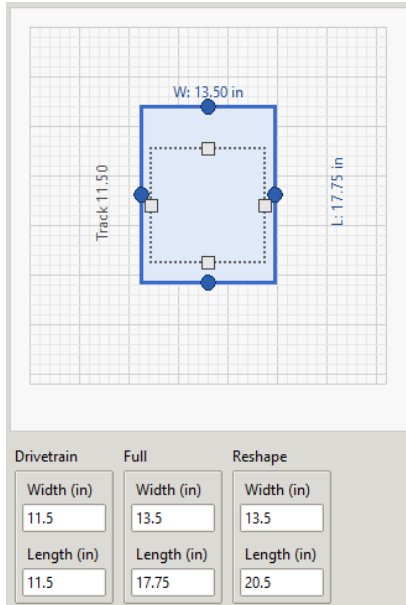 W: 13.50 in
Track 11.50
L: 17.75 in
Drivetrain Full Reshape
Width (in) Width (in) Width (in)
11.5 13.5 13.5
Length (in) Length (in) Length (in)
11.5 17.75 20.5